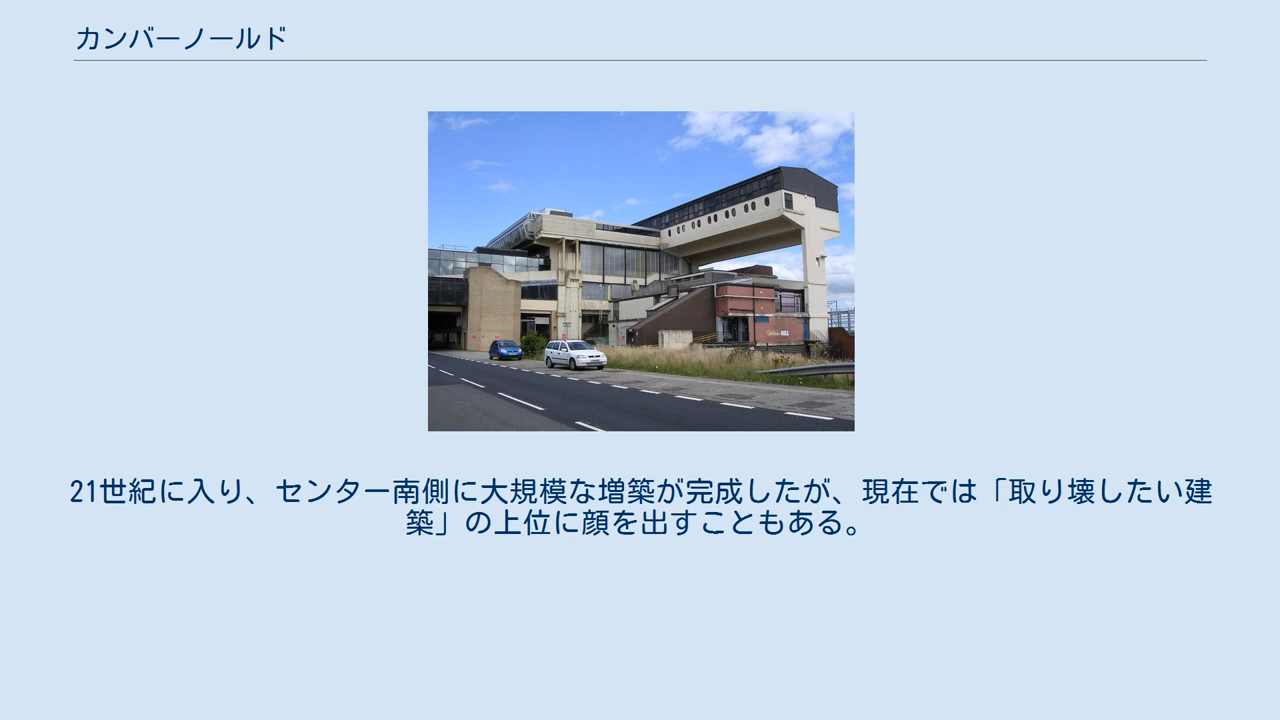 カンバーノールド
21世紀に入り、センター南側に大規模な増築が完成したが、現在では「取り壊したい建
築」の上位に顔を出すこともある。